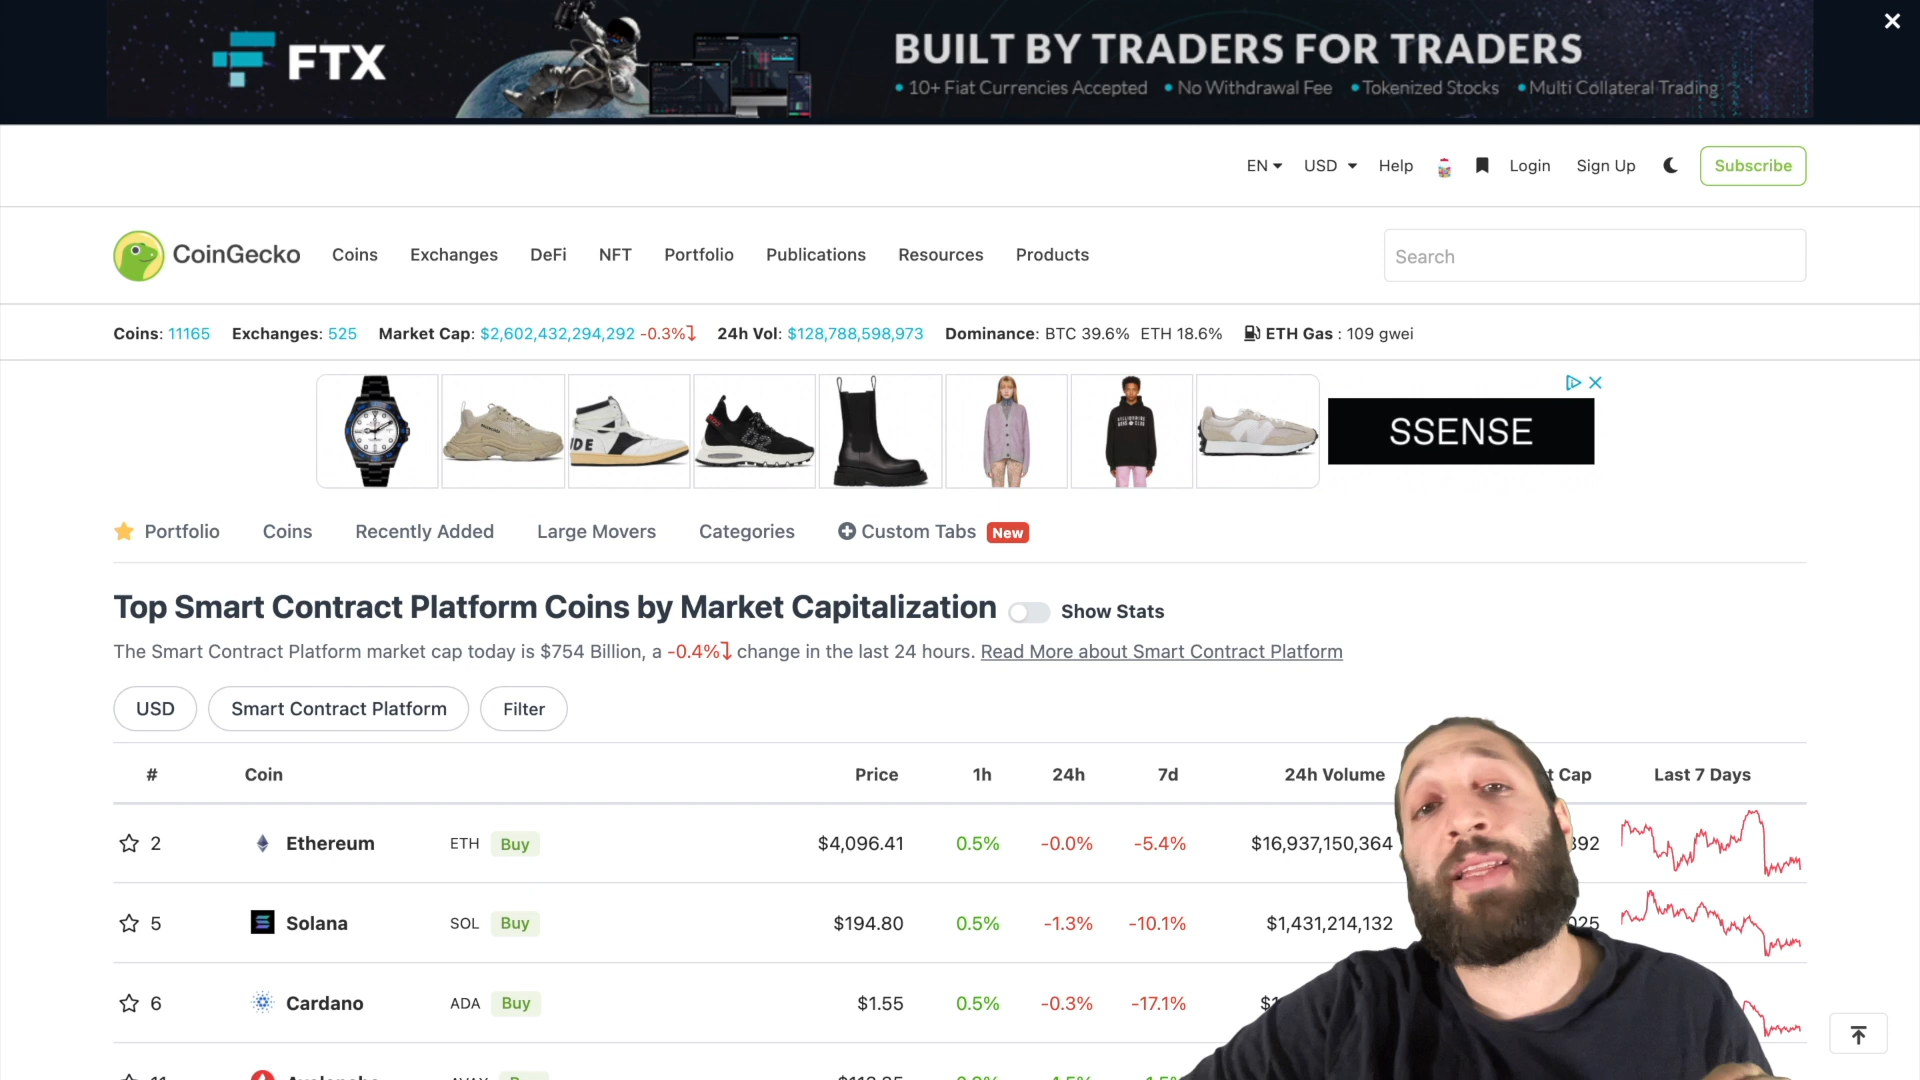 FTX
BUILT BY TRADERS FOR TRADERS
• 10+ Fiat Currencies Accepted • No Withdrawal Fee • Tokenized Stocks • Multi Collateral Trading
EN USD Help Login Sign Up Subscribe
CoinGecko Coins Exchanges DeFi NFT Portfolio Publications Resources Products Search
Coins: 11165 Exchanges: 525 Market Cap: $2,602,432,294,292 -0.3% 24h Vol: $128,788,598,973 Dominance: BTC 39.6% ETH 18.6% ETH Gas : 109 gwei
SSENSE
Portfolio Coins Recently Added Large Movers Categories Custom Tabs New
Top Smart Contract Platform Coins by Market Capitalization Show Stats
The Smart Contract Platform market cap today is $754 Billion, a -0.4% change in the last 24 hours. Read More about Smart Contract Platform
USD Smart Contract Platform Filter
# Coin Price 1h 24h 7d 24h Volume Cap Last 7 Days
2 Ethereum ETH Buy $4,096.41 0.5% -0.0% -5.4% $16,937,150,364
5 Solana SOL Buy $194.80 0.5% -1.3% -10.1% $1,431,214,132
6 Cardano ADA Buy $1.55 0.5% -0.3% -17.1%